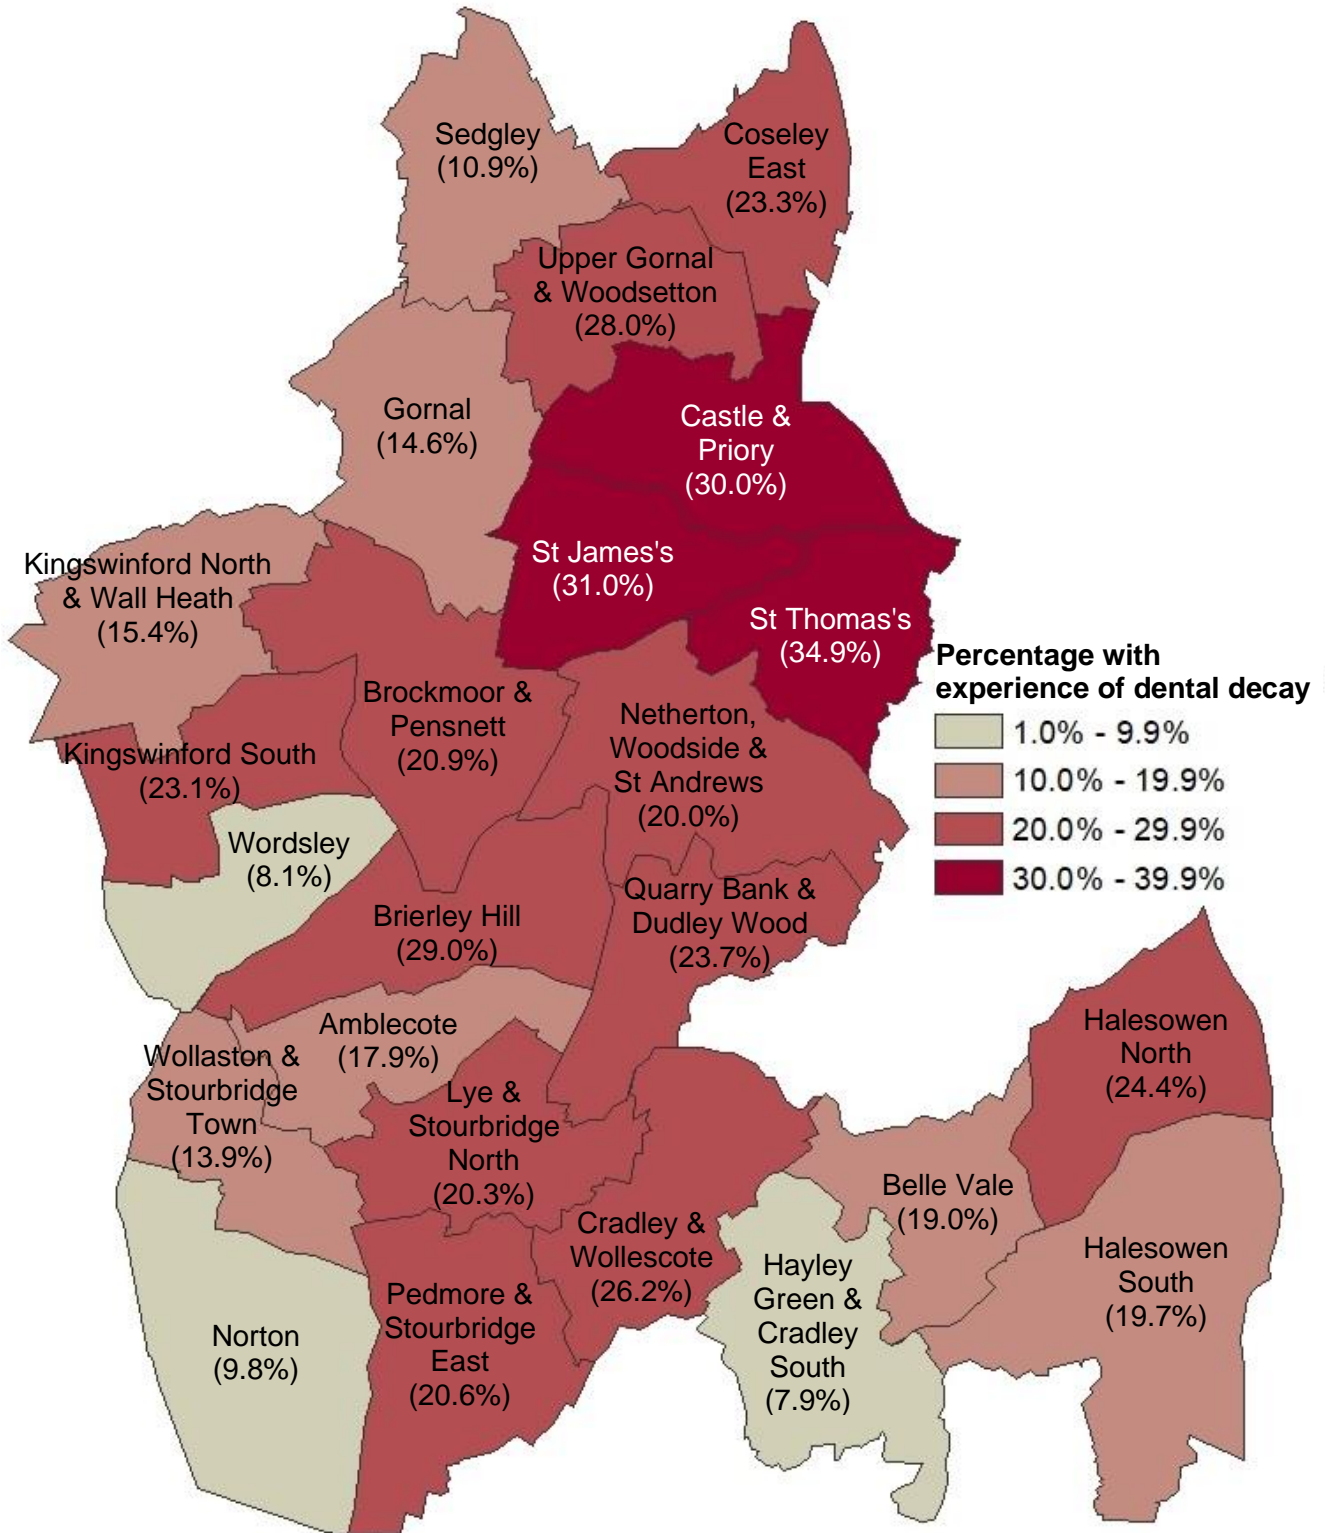 Sedgley
(10.9%)
Coseley
East
(23.3%)
Upper Gornal
& Woodsetton
(28.0%)
Gornal
(14.6%)
Castle &
Priory
(30.0%)
St James's
(31.0%)
St Thomas's
(34.9%)
Kingswinford North
& Wall Heath
(15.4%)
Brockmoor &
Pensnett
(20.9%)
Netherton,
Woodside &
St Andrews
(20.0%)
Kingswinford South
(23.1%)
Wordsley
(8.1%)
Brierley Hill
(29.0%)
Quarry Bank &
Dudley Wood
(23.7%)
Percentage with
experience of dental decay
1.0% - 9.9%
10.0% - 19.9%
20.0% - 29.9%
30.0% - 39.9%
Amblecote
(17.9%)
Wollaston &
Stourbridge
Town
(13.9%)
Lye &
Stourbridge
North
(20.3%)
Halesowen
North
(24.4%)
Belle Vale
(19.0%)
Cradley &
Wollescote
(26.2%)
Halesowen
South
(19.7%)
Hayley
Green &
Cradley
South
(7.9%)
Pedmore &
Stourbridge
East
(20.6%)
Norton
(9.8%)